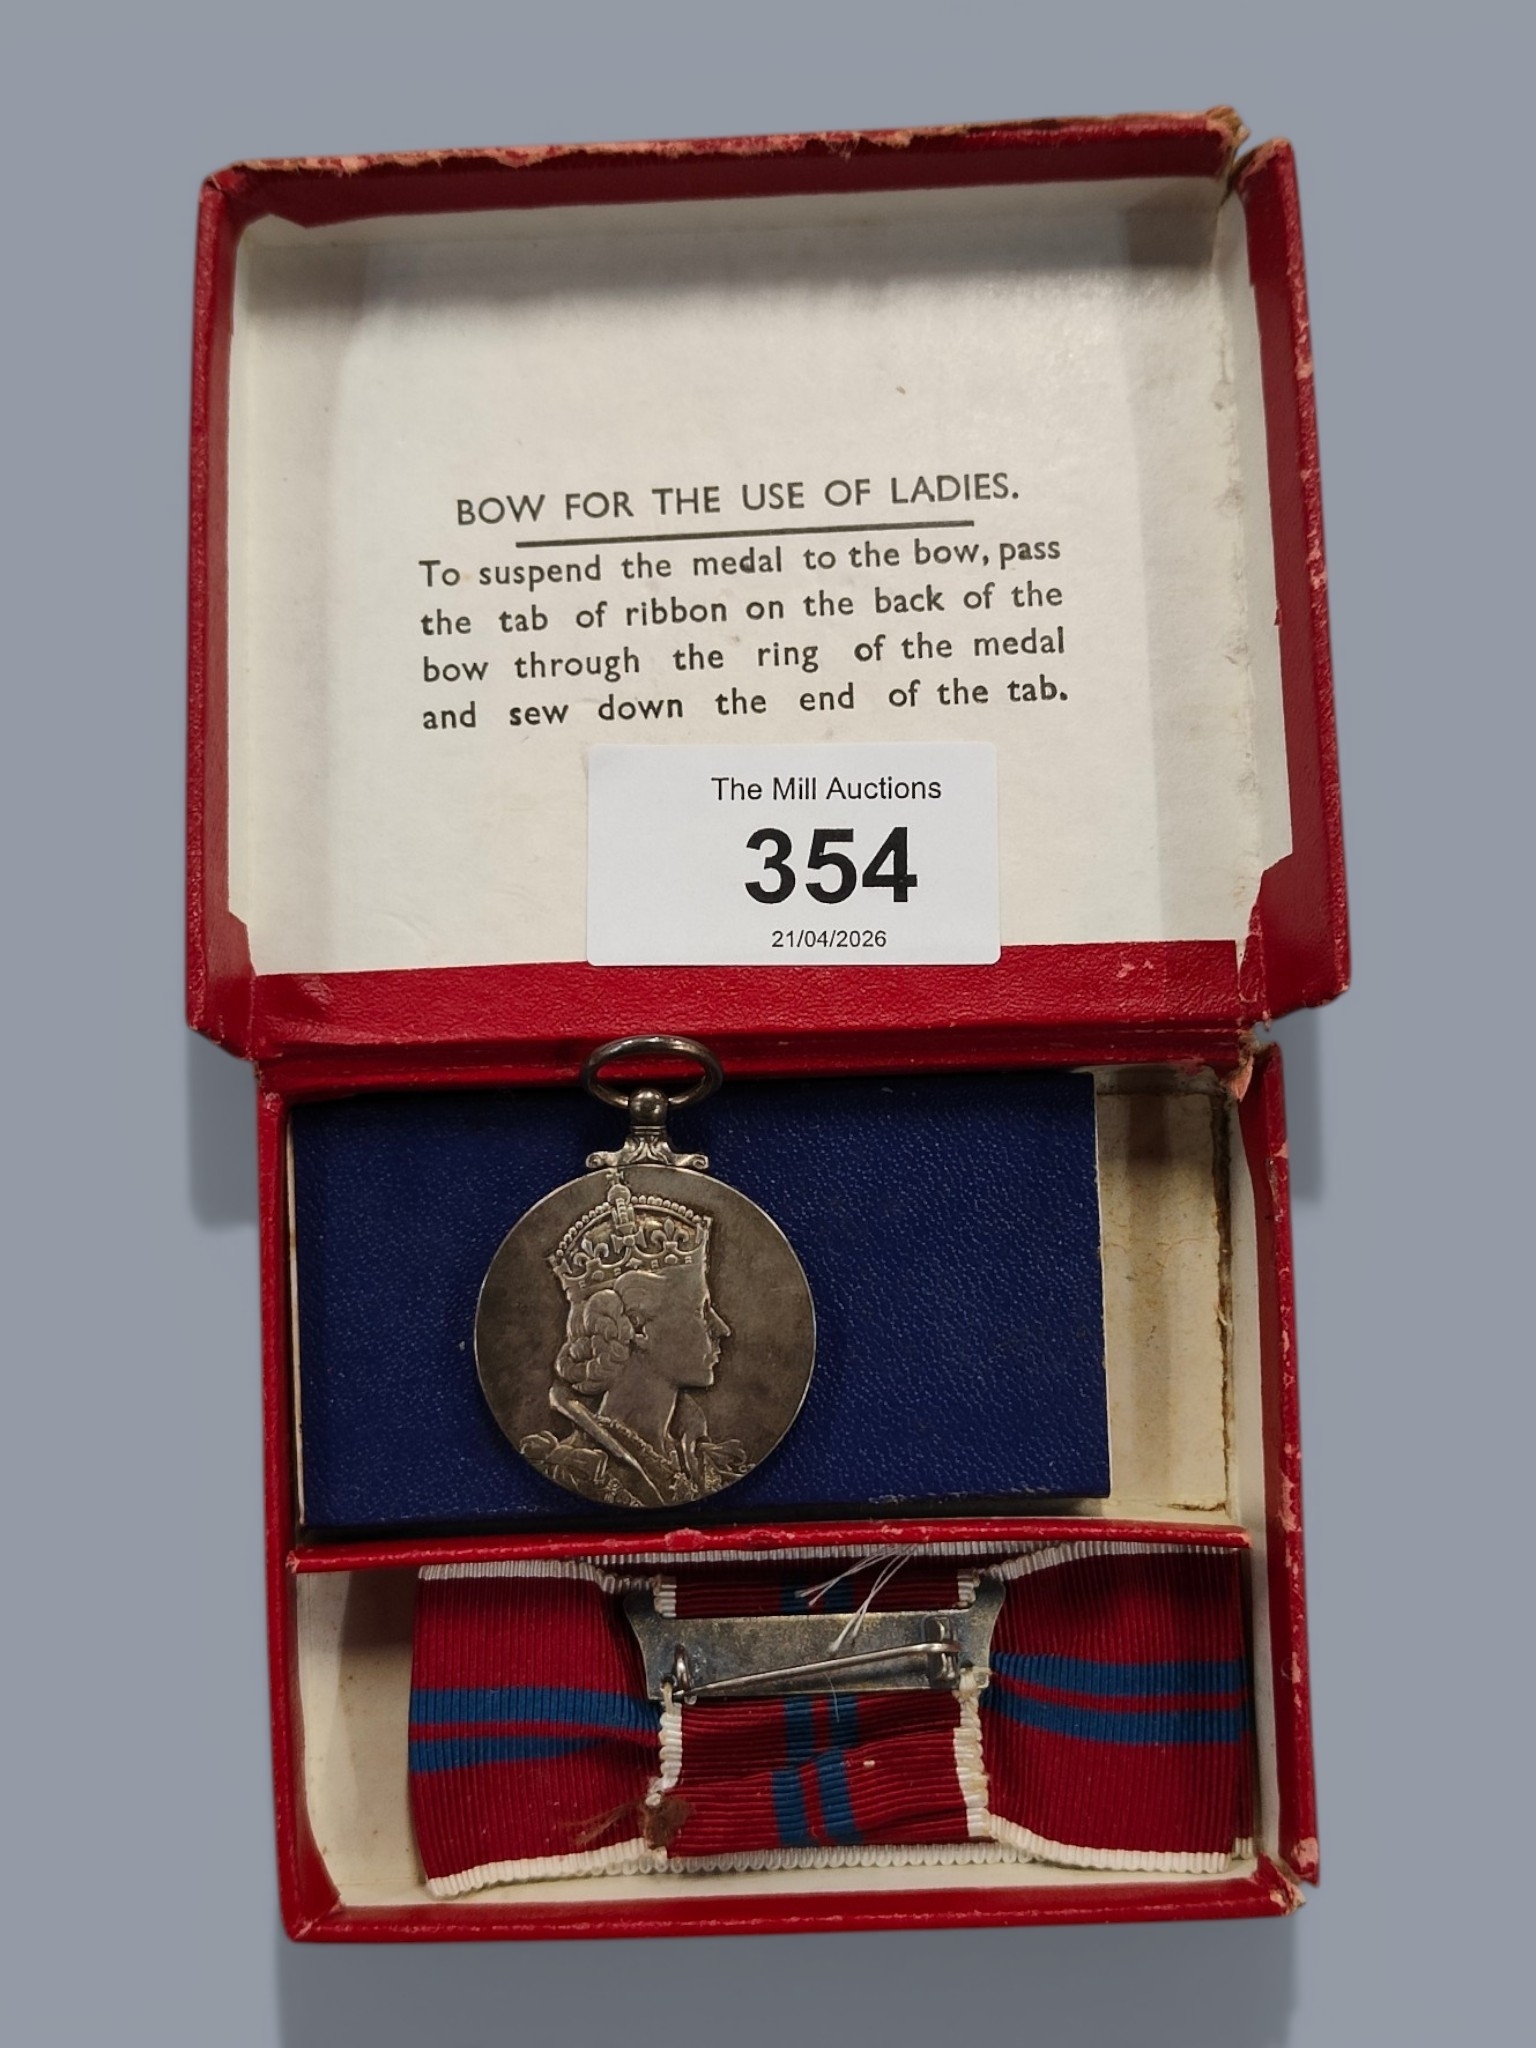 BOW FOR THE USE OF LADIES.
To suspend the medal to the bow, pass
the tab of ribbon on the back of the
bow through the ring of the medal
and sew down the end of the tab.
The Mill Auctions
354
21/04/2026